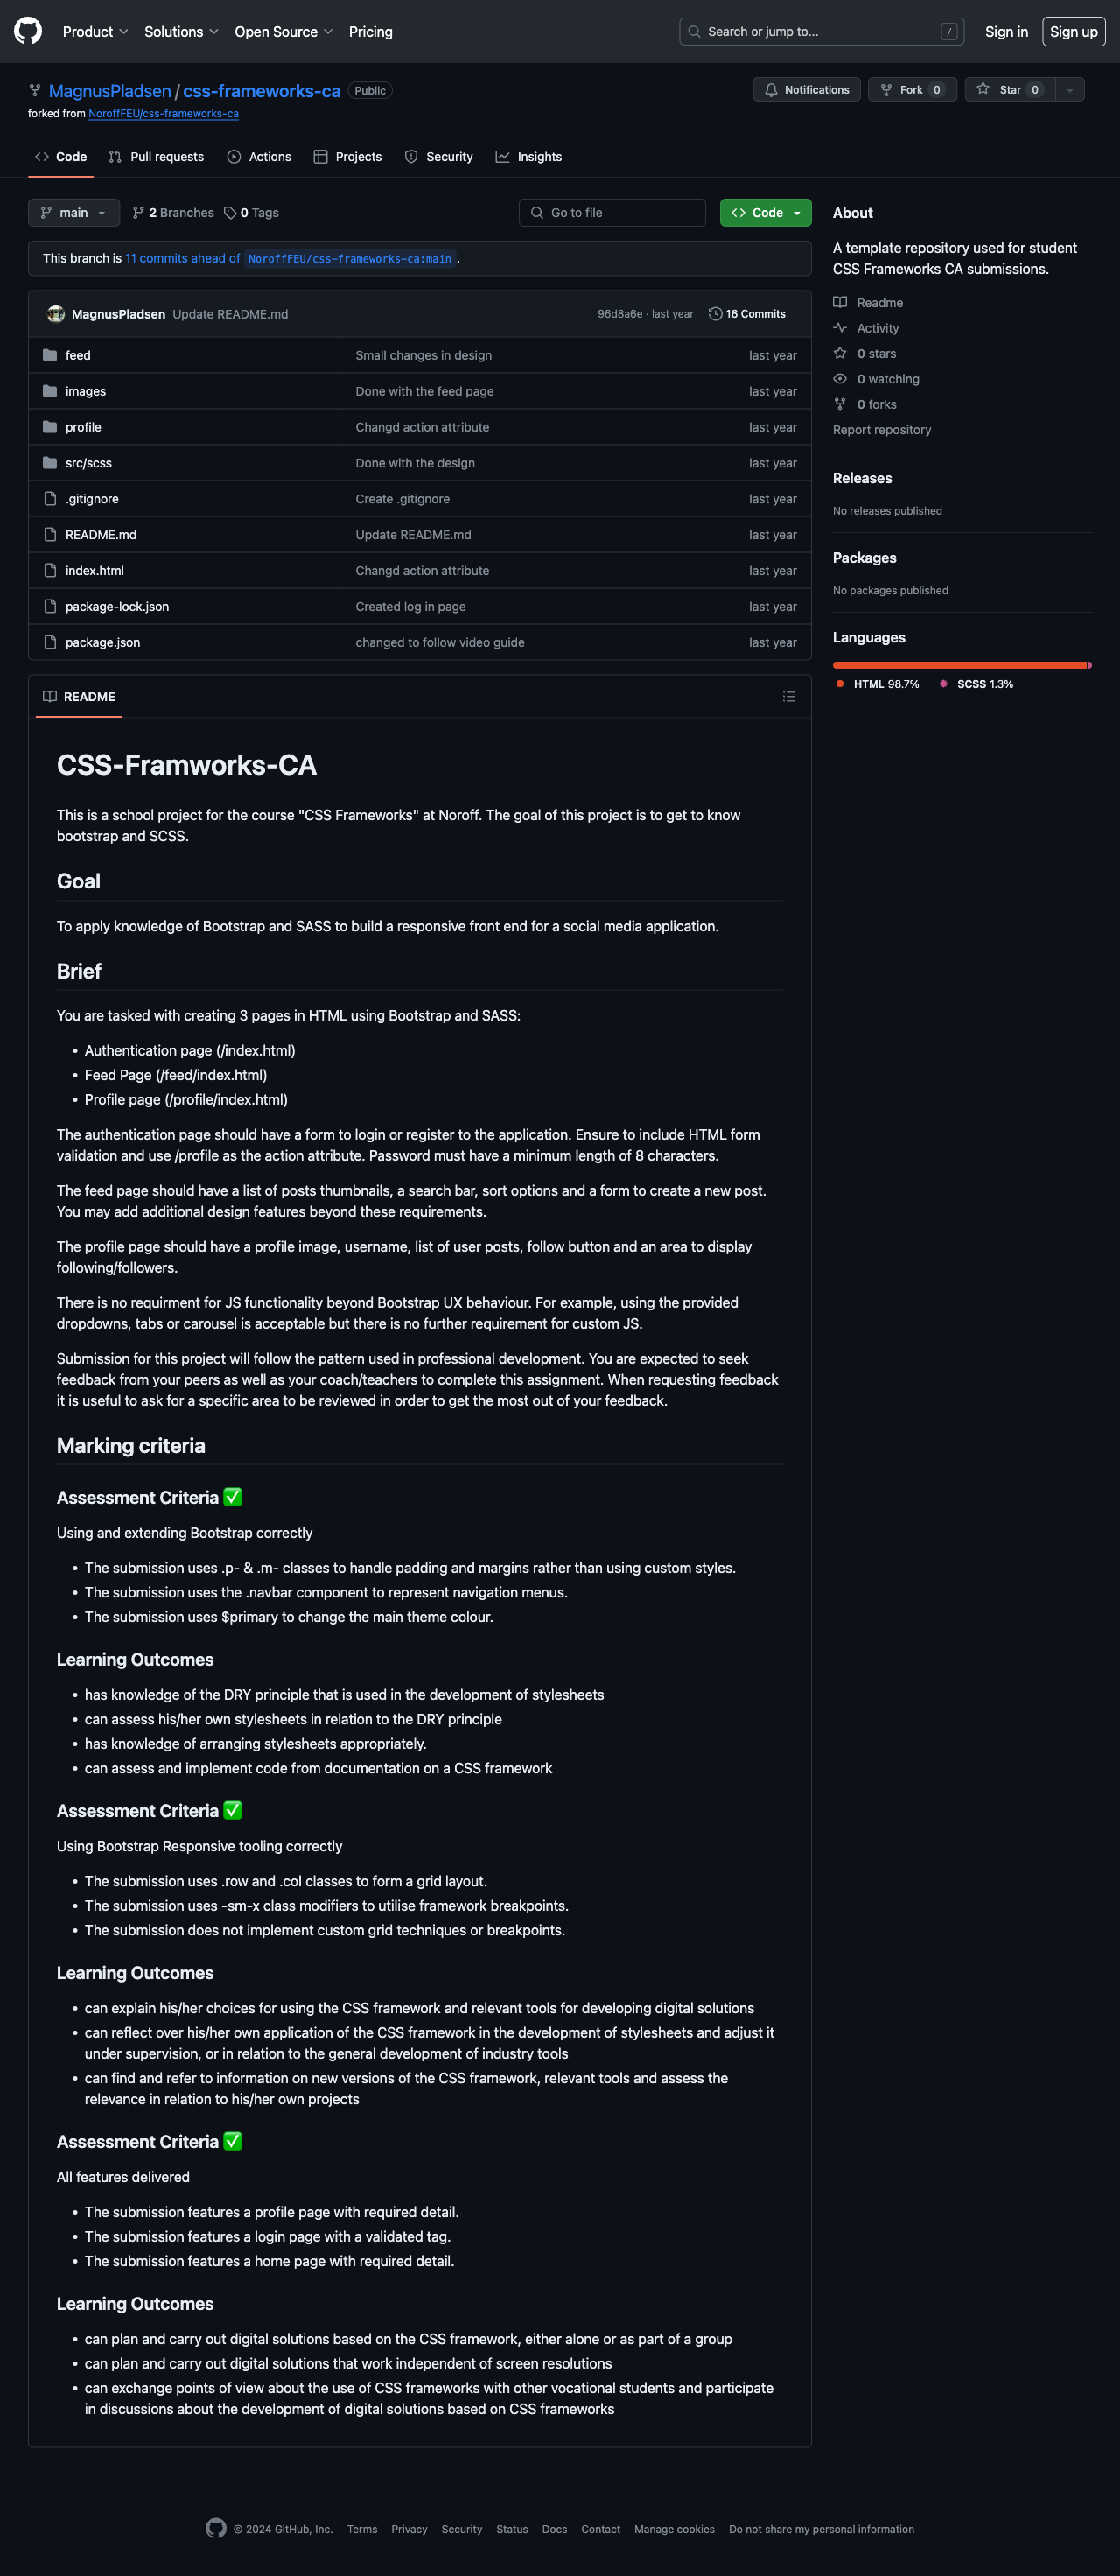 Product Solutions Open Source Pricing Search or jump to... / Sign in Sign up
MagnusPladsen / css-frameworks-ca Public Notifications Fork 0 Star 0
forked from NoroffFEU/css-frameworks-ca
Code Pull requests Actions Projects Security Insights
main 2 Branches 0 Tags Go to file Code
This branch is 11 commits ahead of NoroffFEU/css-frameworks-ca:main .
MagnusPladsen Update README.md 96d8a6e · last year 16 Commits
feed Small changes in design last year
images Done with the feed page last year
profile Changd action attribute last year
src/scss Done with the design last year
.gitignore Create .gitignore last year
README.md Update README.md last year
index.html Changd action attribute last year
package-lock.json Created log in page last year
package.json changed to follow video guide last year
About
A template repository used for student
CSS Frameworks CA submissions.
Readme
Activity
0 stars
0 watching
0 forks
Report repository
Releases
No releases published
Packages
No packages published
Languages
HTML 98.7% SCSS 1.3%
README
CSS-Framworks-CA
This is a school project for the course "CSS Frameworks" at Noroff. The goal of this project is to get to know
bootstrap and SCSS.
Goal
To apply knowledge of Bootstrap and SASS to build a responsive front end for a social media application.
Brief
You are tasked with creating 3 pages in HTML using Bootstrap and SASS:
• Authentication page (/index.html)
• Feed Page (/feed/index.html)
• Profile page (/profile/index.html)
The authentication page should have a form to login or register to the application. Ensure to include HTML form
validation and use /profile as the action attribute. Password must have a minimum length of 8 characters.
The feed page should have a list of posts thumbnails, a search bar, sort options and a form to create a new post.
You may add additional design features beyond these requirements.
The profile page should have a profile image, username, list of user posts, follow button and an area to display
following/followers.
There is no requirment for JS functionality beyond Bootstrap UX behaviour. For example, using the provided
dropdowns, tabs or carousel is acceptable but there is no further requirement for custom JS.
Submission for this project will follow the pattern used in professional development. You are expected to seek
feedback from your peers as well as your coach/teachers to complete this assignment. When requesting feedback
it is useful to ask for a specific area to be reviewed in order to get the most out of your feedback.
Marking criteria
Assessment Criteria ✅
Using and extending Bootstrap correctly
• The submission uses .p- & .m- classes to handle padding and margins rather than using custom styles.
• The submission uses the .navbar component to represent navigation menus.
• The submission uses $primary to change the main theme colour.
Learning Outcomes
• has knowledge of the DRY principle that is used in the development of stylesheets
• can assess his/her own stylesheets in relation to the DRY principle
• has knowledge of arranging stylesheets appropriately.
• can assess and implement code from documentation on a CSS framework
Assessment Criteria ✅
Using Bootstrap Responsive tooling correctly
• The submission uses .row and .col classes to form a grid layout.
• The submission uses -sm-x class modifiers to utilise framework breakpoints.
• The submission does not implement custom grid techniques or breakpoints.
Learning Outcomes
• can explain his/her choices for using the CSS framework and relevant tools for developing digital solutions
• can reflect over his/her own application of the CSS framework in the development of stylesheets and adjust it
under supervision, or in relation to the general development of industry tools
• can find and refer to information on new versions of the CSS framework, relevant tools and assess the
relevance in relation to his/her own projects
Assessment Criteria ✅
All features delivered
• The submission features a profile page with required detail.
• The submission features a login page with a validated tag.
• The submission features a home page with required detail.
Learning Outcomes
• can plan and carry out digital solutions based on the CSS framework, either alone or as part of a group
• can plan and carry out digital solutions that work independent of screen resolutions
• can exchange points of view about the use of CSS frameworks with other vocational students and participate
in discussions about the development of digital solutions based on CSS frameworks
© 2024 GitHub, Inc. Terms Privacy Security Status Docs Contact Manage cookies Do not share my personal information